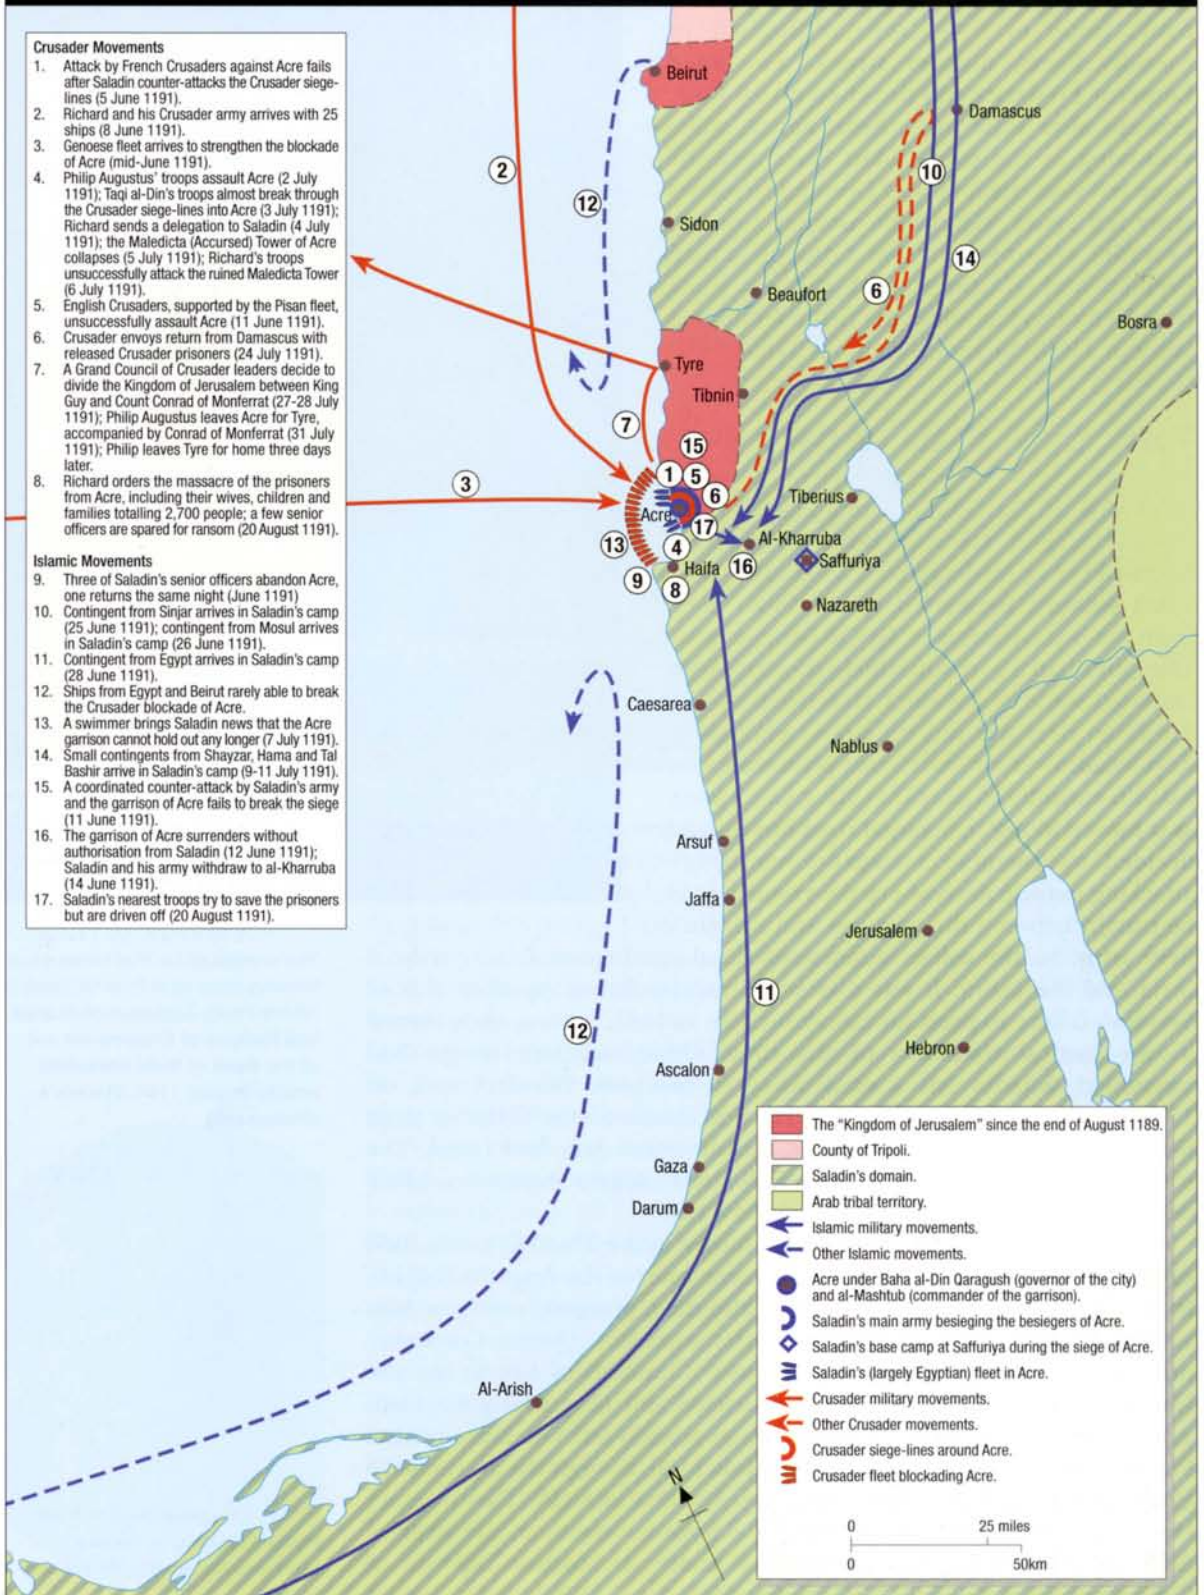 Crusader Movements
1. Attack by French Crusaders against Acre fails
after Saladin counter-attacks the Crusader siege-
lines (5 June 1191).
2. Richard and his Crusader army arrives with 25
ships (8 June 1191).
3. Genoese fleet arrives to strengthen the blockade
of Acre (mid-June 1191).
4. Philip Augustus' troops assault Acre (2 July
1191); Taqi al-Din's troops almost break through
the Crusader siege-lines into Acre (3 July 1191);
Richard sends a delegation to Saladin (4 July
1191); the Maledicta (Accursed) Tower of Acre
collapses (5 July 1191); Richard's troops
unsuccessfully attack the ruined Maledicta Tower
(6 July 1191).
5. English Crusaders, supported by the Pisan fleet,
unsuccessfully assault Acre (11 June 1191).
6. Crusader envoys return from Damascus with
released Crusader prisoners (24 July 1191).
7. A Grand Council of Crusader leaders decide to
divide the Kingdom of Jerusalem between King
Guy and Count Conrad of Monferrat (27-28 July
1191); Philip Augustus leaves Acre for Tyre,
accompanied by Conrad of Monferrat (31 July
1191); Philip leaves Tyre for home three days
later.
8. Richard orders the massacre of the prisoners
from Acre, including their wives, children and
families totalling 2,700 people; a few senior
officers are spared for ransom (20 August 1191).
Islamic Movements
9. Three of Saladin's senior officers abandon Acre,
one returns the same night (June 1191)
10. Contingent from Sinjar arrives in Saladin's camp
(25 June 1191); contingent from Mosul arrives
in Saladin's camp (26 June 1191).
11. Contingent from Egypt arrives in Saladin's camp
(28 June 1191).
12. Ships from Egypt and Beirut rarely able to break
the Crusader blockade of Acre.
13. A swimmer brings Saladin news that the Acre
garrison cannot hold out any longer (7 July 1191).
14. Small contingents from Shayzar, Hama and Tal
Bashir arrive in Saladin's camp (9-11 July 1191).
15. A coordinated counter-attack by Saladin's army
and the garrison of Acre fails to break the siege
(11 June 1191).
16. The garrison of Acre surrenders without
authorisation from Saladin (12 June 1191);
Saladin and his army withdraw to al-Kharruba
(14 June 1191).
17. Saladin's nearest troops try to save the prisoners
but are driven off (20 August 1191).
Beirut
Damascus
2
10
12
Sidon
14
Beaufort
6
Bosra
Tyre
Tibnin
7
15
1
5
3
6
Tiberius
Acre
17
Al-Kharruba
13
4
16
Saffuriya
Haifa
9
8
Nazareth
Caesarea
Nablus
Arsuf
Jaffa
Jerusalem
11
12
Hebron
Ascalon
Gaza
Darum
Al-Arish
N
The "Kingdom of Jerusalem" since the end of August 1189.
County of Tripoli.
Saladin's domain.
Arab tribal territory.
Islamic military movements.
Other Islamic movements.
Acre under Baha al-Din Qaragush (governor of the city)
and al-Mashtub (commander of the garrison).
Saladin's main army besieging the besiegers of Acre.
Saladin's base camp at Saffuriya during the siege of Acre.
Saladin's (largely Egyptian) fleet in Acre.
Crusader military movements.
Other Crusader movements.
Crusader siege-lines around Acre.
Crusader fleet blockading Acre.
0 25 miles
0 50km